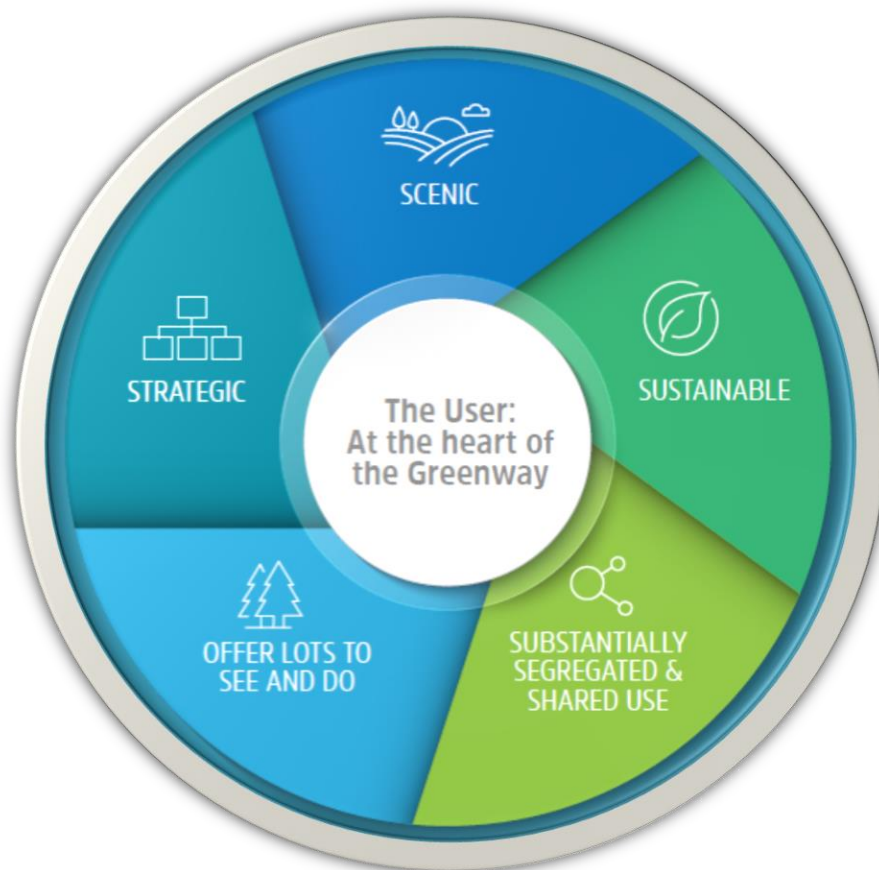 SCENIC
SUSTAINABLE
SUBSTANTIALLY
SEGREGATED &
SHARED USE
OFFER LOTS TO
SEE AND DO
STRATEGIC
The User:
At the heart of
the Greenway